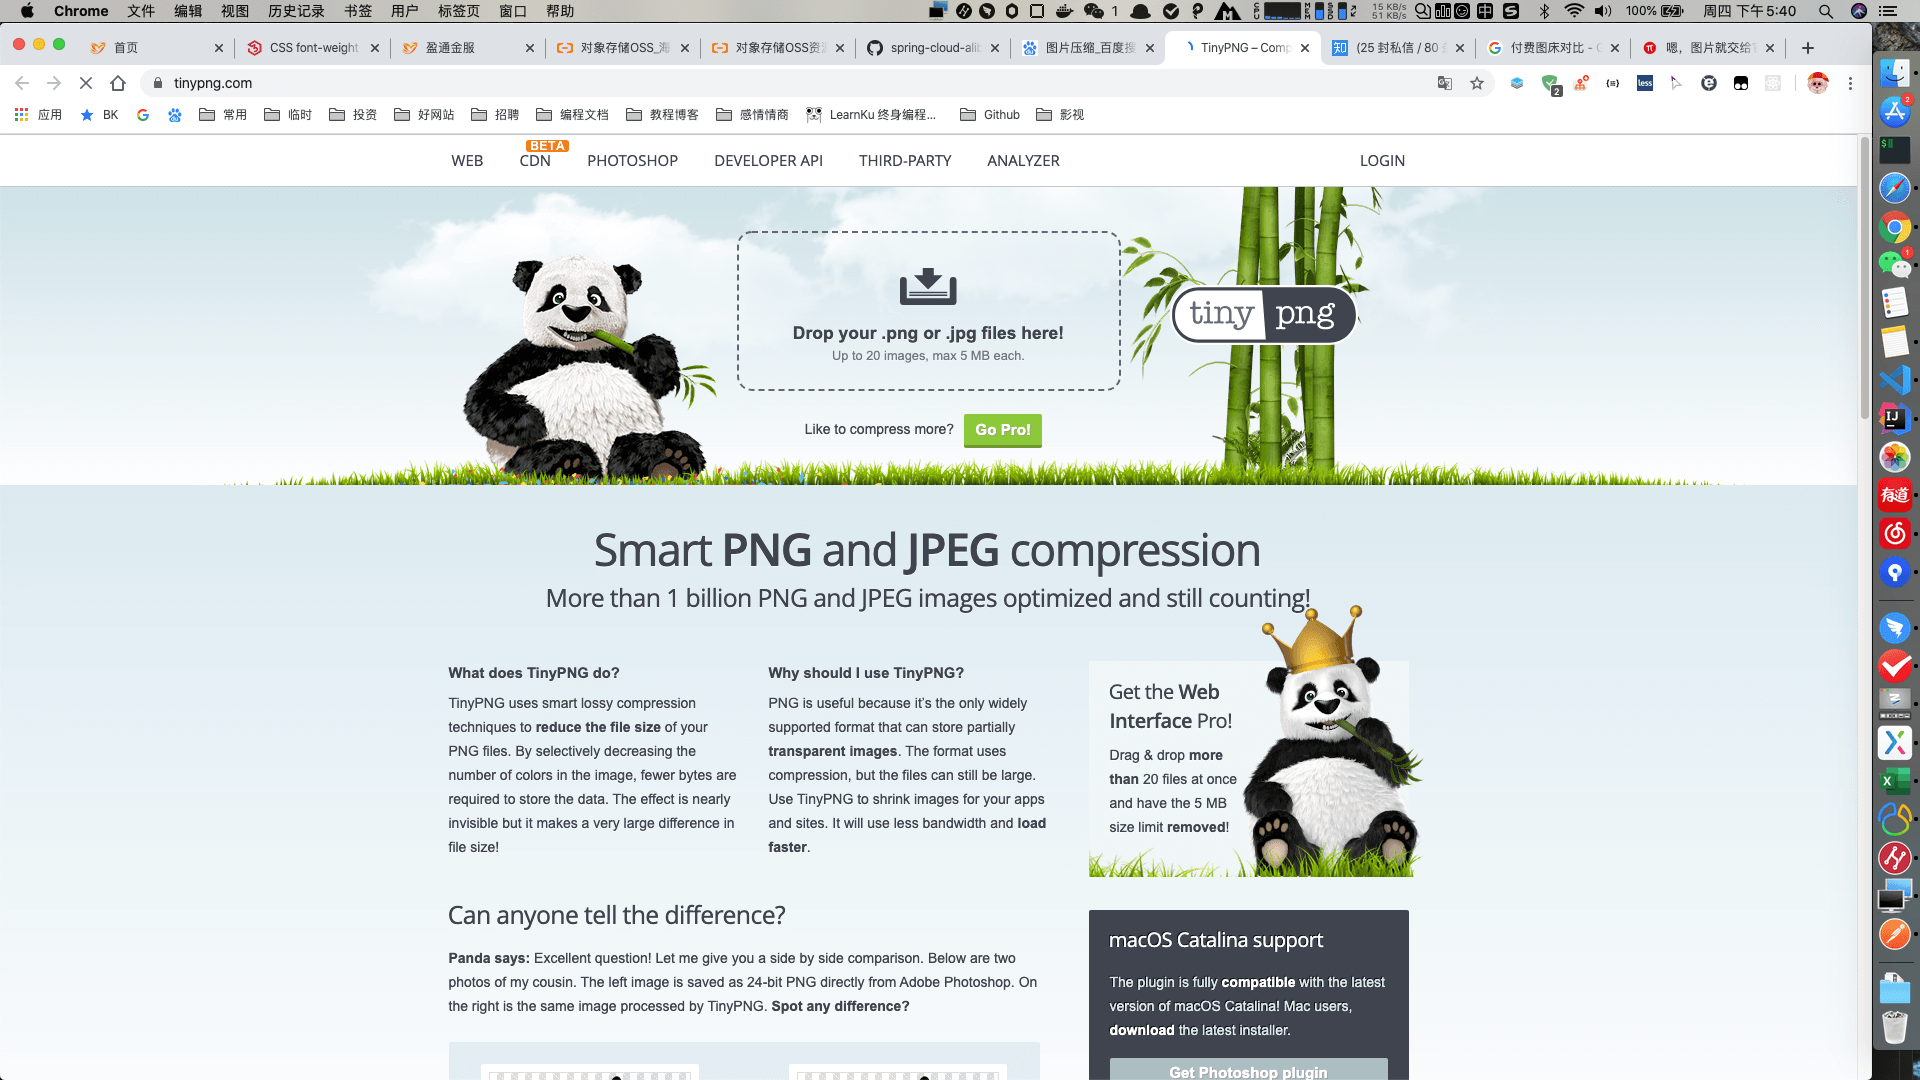 Chrome 文件 编辑 视图 历史记录 书签 用户 标签页 窗口 帮助 1 15 KB/s 51 KB/s 100% 周四 下午5:40
首页 CSS font-weight 盈通金服 对象存储OSS_海 对象存储OSS资 spring-cloud-alib 图片压缩_百度搜 TinyPNG – Comp (25 封私信 / 80 付费图床对比 - G 嗯，图片就交给
tinypng.com 2 less
应用 BK 常用 临时 投资 好网站 招聘 编程文档 教程博客 感情情商 LearnKu 终身编程... Github 影视
WEB CDN BETA PHOTOSHOP DEVELOPER API THIRD-PARTY ANALYZER LOGIN
Drop your .png or .jpg files here!
Up to 20 images, max 5 MB each.
tiny png
Like to compress more? Go Pro!
Smart PNG and JPEG compression
More than 1 billion PNG and JPEG images optimized and still counting!
What does TinyPNG do?
TinyPNG uses smart lossy compression
techniques to reduce the file size of your
PNG files. By selectively decreasing the
number of colors in the image, fewer bytes are
required to store the data. The effect is nearly
invisible but it makes a very large difference in
file size!
Why should I use TinyPNG?
PNG is useful because it's the only widely
supported format that can store partially
transparent images. The format uses
compression, but the files can still be large.
Use TinyPNG to shrink images for your apps
and sites. It will use less bandwidth and load
faster.
Get the Web
Interface Pro!
Drag & drop more
than 20 files at once
and have the 5 MB
size limit removed!
Can anyone tell the difference?
Panda says: Excellent question! Let me give you a side by side comparison. Below are two
photos of my cousin. The left image is saved as 24-bit PNG directly from Adobe Photoshop. On
the right is the same image processed by TinyPNG. Spot any difference?
macOS Catalina support
The plugin is fully compatible with the latest
version of macOS Catalina! Mac users,
download the latest installer.
Get Photoshop plugin
有道